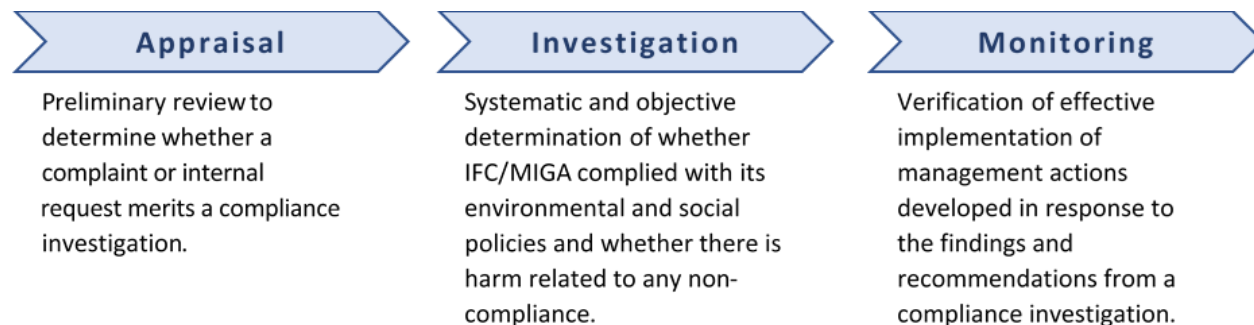 Appraisal
Preliminary review to
determine whether a
complaint or internal
request merits a compliance
investigation.
Investigation
Systematic and objective
determination of whether
IFC/MIGA complied with its
environmental and social
policies and whether there is
harm related to any non-
compliance.
Monitoring
Verification of effective
implementation of
management actions
developed in response to
the findings and
recommendations from a
compliance investigation.